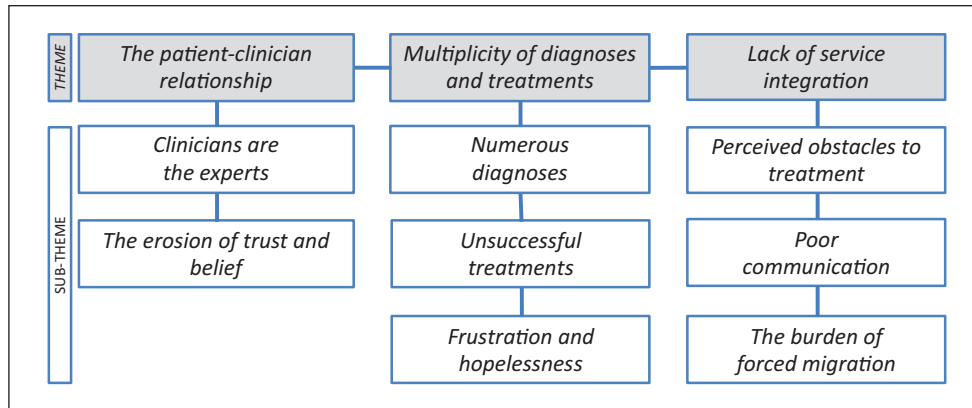 THEME
The patient-clinician
relationship
Multiplicity of diagnoses
and treatments
Lack of service
integration
SUB-THEME
Clinicians are
the experts
The erosion of trust and
belief
Numerous
diagnoses
Unsuccessful
treatments
Frustration and
hopelessness
Perceived obstacles to
treatment
Poor
communication
The burden of
forced migration